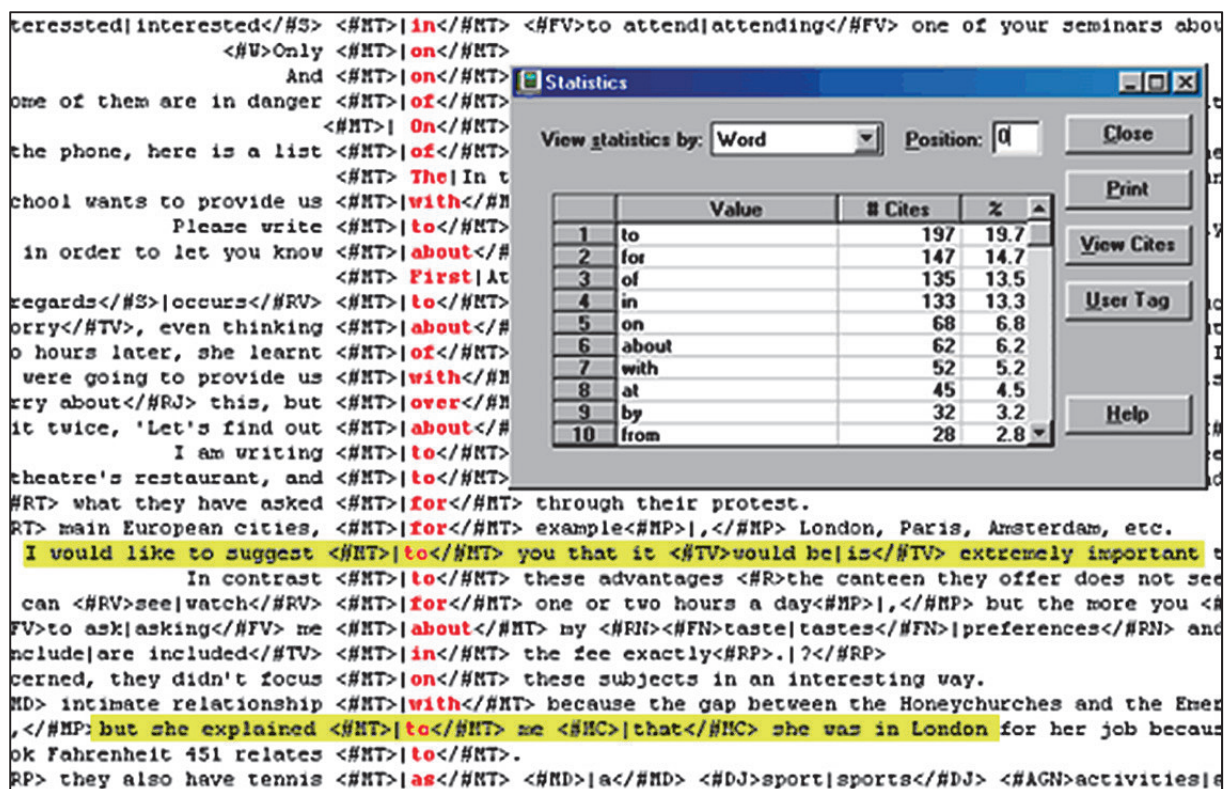 teressted|interested</#S> <#MT>|in</#MT> <#FV>to attend|attending</#FV> one of your seminars abou
<#W>Only <#MT>|on</#MT>
And <#MT>|on</#MT>
ome of them are in danger <#MT>|of</#MT>
<#MT>| On</#MT>
the phone, here is a list <#MT>|of</#MT>
<#MT> The|In t
chool wants to provide us <#MT>|with</#M
Please write <#MT>|to</#MT>
in order to let you know <#MT>|about</#
<#MT> First|At
regards</#S>|occurs</#RV> <#MT>|to</#MT>
orry</#TV>, even thinking <#MT>|about</#
o hours later, she learnt <#MT>|of</#MT>
were going to provide us <#MT>|with</#M
rry about</#RJ> this, but <#MT>|over</#M
it twice, 'Let's find out <#MT>|about</#
I am writing <#MT>|to</#MT>
theatre's restaurant, and <#MT>|to</#MT>
Statistics
View statistics by: Word Position: 0 Close
Print
View Cites
User Tag
Help
Value # Cites %
1 to 197 19.7
2 for 147 14.7
3 of 135 13.5
4 in 133 13.3
5 on 68 6.8
6 about 62 6.2
7 with 52 5.2
8 at 45 4.5
9 by 32 3.2
10 from 28 2.8
#RT> what they have asked <#MT>|for</#MT> through their protest.
RT> main European cities, <#MT>|for</#MT> example<#MP>|,</#MP> London, Paris, Amsterdam, etc.
I would like to suggest <#MT>|to</#MT> you that it <#TV>would be|is</#TV> extremely important t
In contrast <#MT>|to</#MT> these advantages <#R>the canteen they offer does not see
can <#RV>see|watch</#RV> <#MT>|for</#MT> one or two hours a day<#MP>|,</#MP> but the more you <#
FV>to ask|asking</#FV> me <#MT>|about</#MT> my <#RN><#FN>taste|tastes</#FN>|preferences</#RN> and
nclude|are included</#TV> <#MT>|in</#MT> the fee exactly<#RP>.|?</#RP>
cerned, they didn't focus <#MT>|on</#MT> these subjects in an interesting way.
MD> intimate relationship <#MT>|with</#MT> because the gap between the Honeychurches and the Emer
,</#MP>but she explained <#MT>|to</#MT> me <#MC>|that</#MC> she was in London for her job becaus
ok Fahrenheit 451 relates <#MT>|to</#MT>.
RP> they also have tennis <#MT>|as</#MT> <#MD>|a</#MD> <#DJ>sport|sports</#DJ> <#AGN>activities|